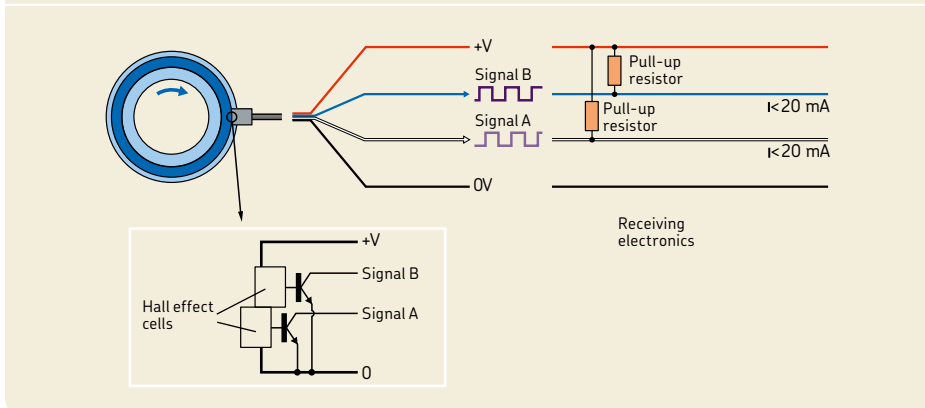 +V
Signal B
Pull-up
resistor
I<20 mA
Pull-up
resistor
Signal A
I<20 mA
0V
Receiving
electronics
+V
Signal B
Hall effect
cells
Signal A
0